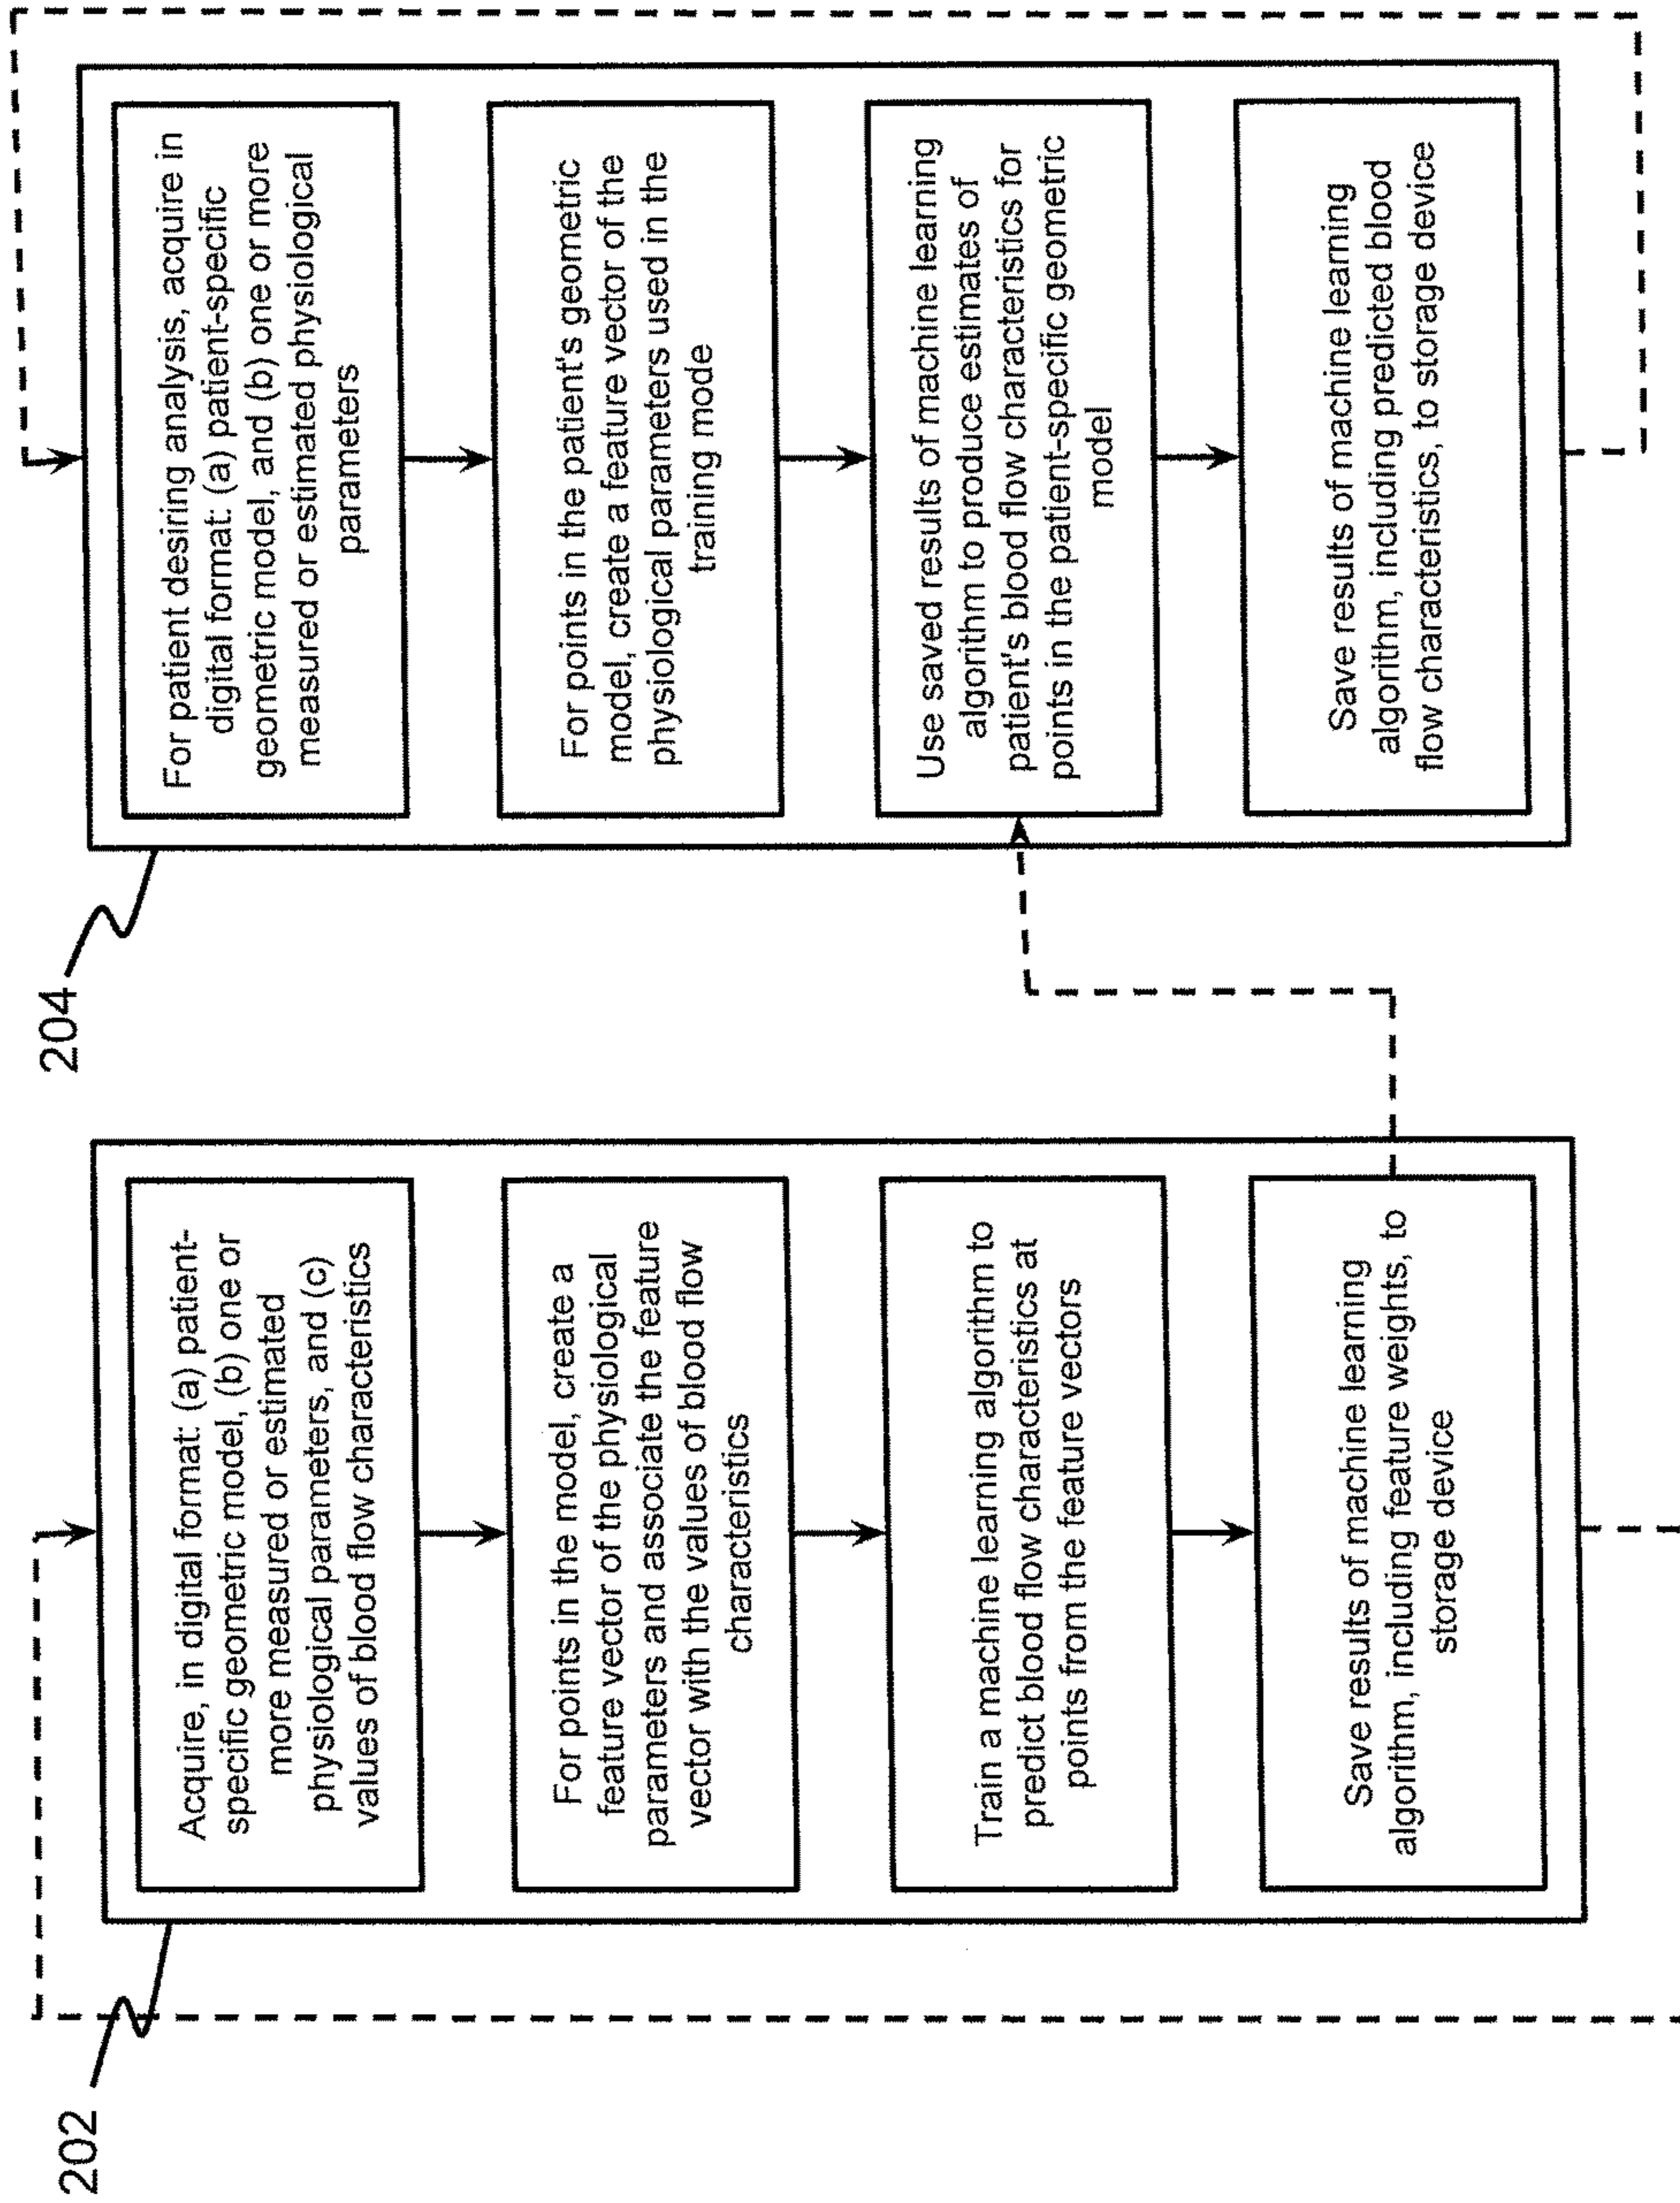 202
Acquire, in digital format: (a) patient-
specific geometric model, (b) one or
more measured or estimated
physiological parameters, and (c)
values of blood flow characteristics
For points in the model, create a
feature vector of the physiological
parameters and associate the feature
vector with the values of blood flow
characteristics
Train a machine learning algorithm to
predict blood flow characteristics at
points from the feature vectors
Save results of machine learning
algorithm, including feature weights, to
storage device
204
For patient desiring analysis, acquire in
digital format: (a) patient-specific
geometric model, and (b) one or more
measured or estimated physiological
parameters
For points in the patient's geometric
model, create a feature vector of the
physiological parameters used in the
training mode
Use saved results of machine learning
algorithm to produce estimates of
patient's blood flow characteristics for
points in the patient-specific geometric
model
Save results of machine learning
algorithm, including predicted blood
flow characteristics, to storage device